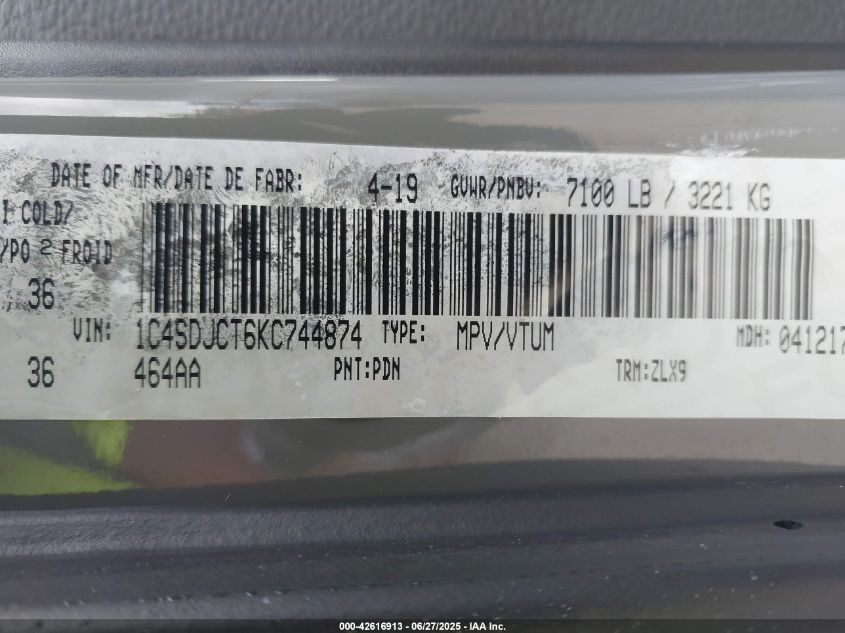 DATE OF MFR/DATE DE FABR: 4-19 GVWR/PNBV: 7100 LB / 3221 KG
1 COLD/
/PO 2 FROID
36
VIN: 1C4SDJCT6KC744874 TYPE: MPV/VTUM MDH: 041217
36 464AA PNT:PDN TRM:ZLX9
000-42616913 - 06/27/2025 - IAA Inc.